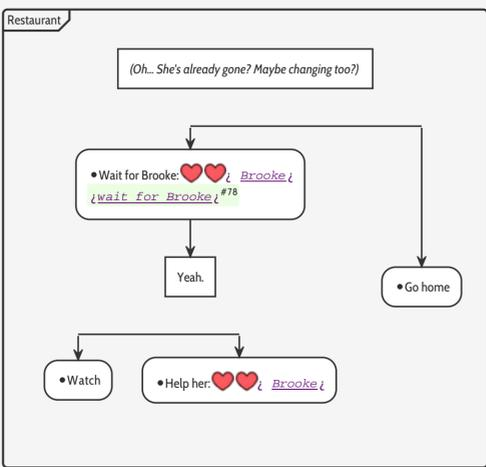 Restaurant
(Oh... She's already gone? Maybe changing too?)
•Wait for Brooke:❤❤¿ Brooke¿
¿wait for Brooke¿#78
Yeah.
•Go home
•Watch
•Help her:❤❤¿ Brooke¿